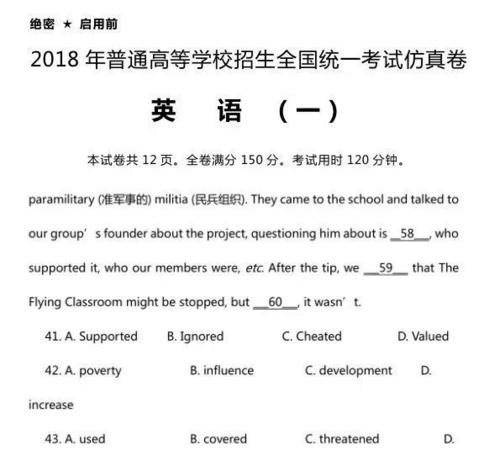 绝密 ★ 启用前
2018 年普通高等学校招生全国统一考试仿真卷
英 语 （一）
本试卷共 12 页。全卷满分 150 分。考试用时 120 分钟。
paramilitary (准军事的) militia (民兵组织). They came to the school and talked to
our group's founder about the project, questioning him about is __58__, who
supported it, who our members were, etc. After the tip, we __59__ that The
Flying Classroom might be stopped, but __60__, it wasn't.
41. A. Supported B. Ignored C. Cheated D. Valued
42. A. poverty B. influence C. development D.
increase
43. A. used B. covered C. threatened D.